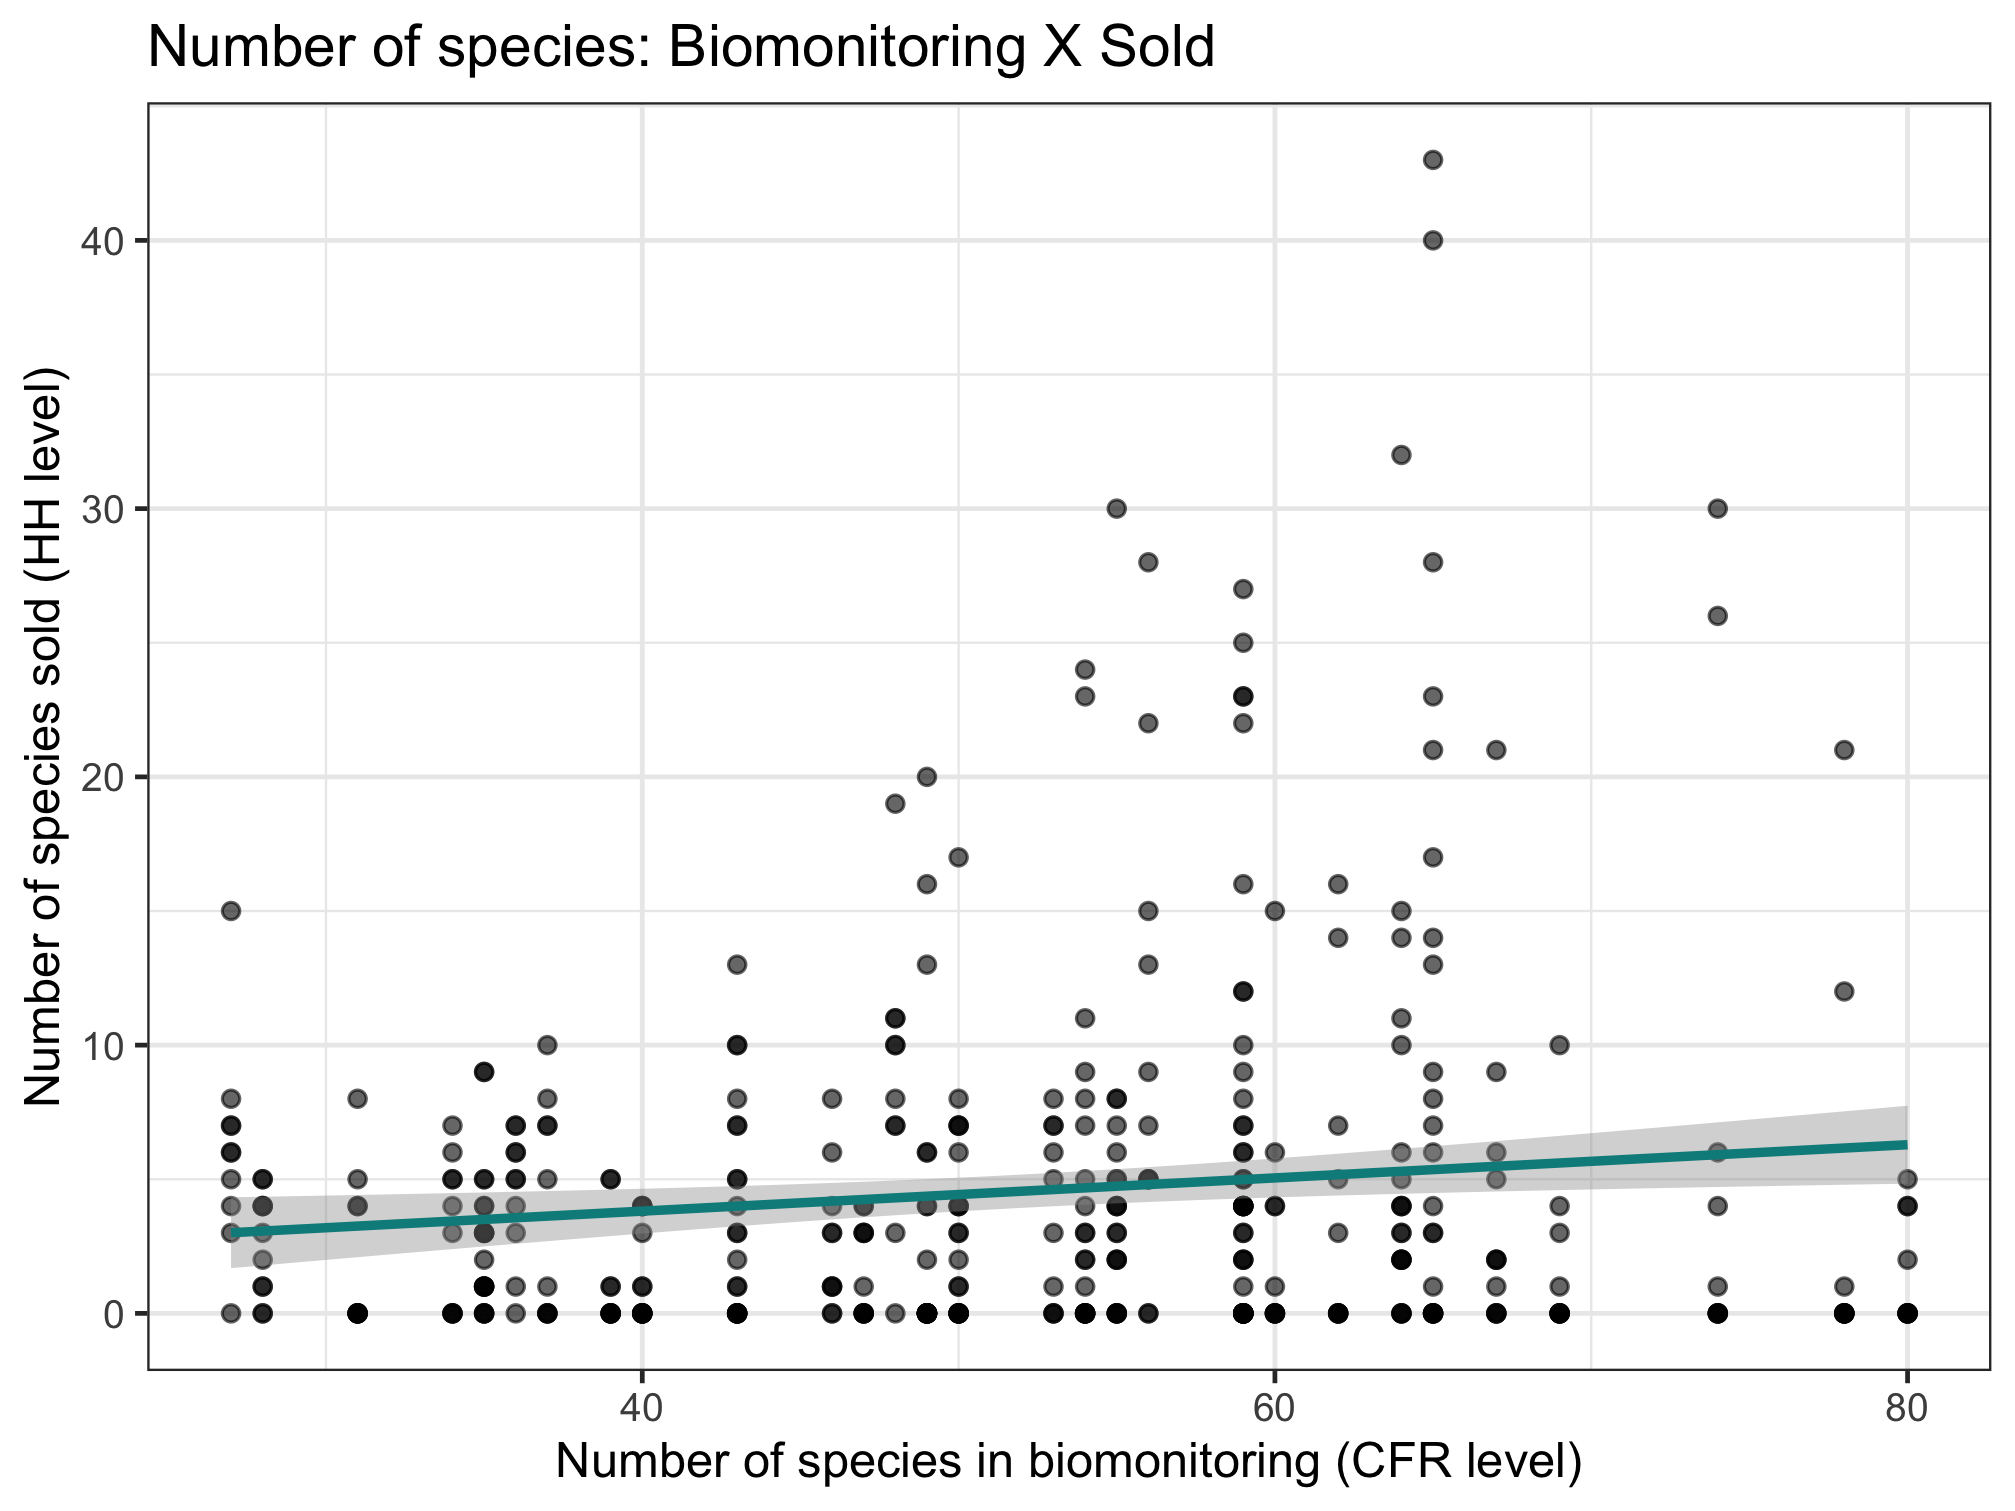 Number of species: Biomonitoring X Sold
Number of species sold (HH level)
40
30
20
10
0
40 60 80
Number of species in biomonitoring (CFR level)